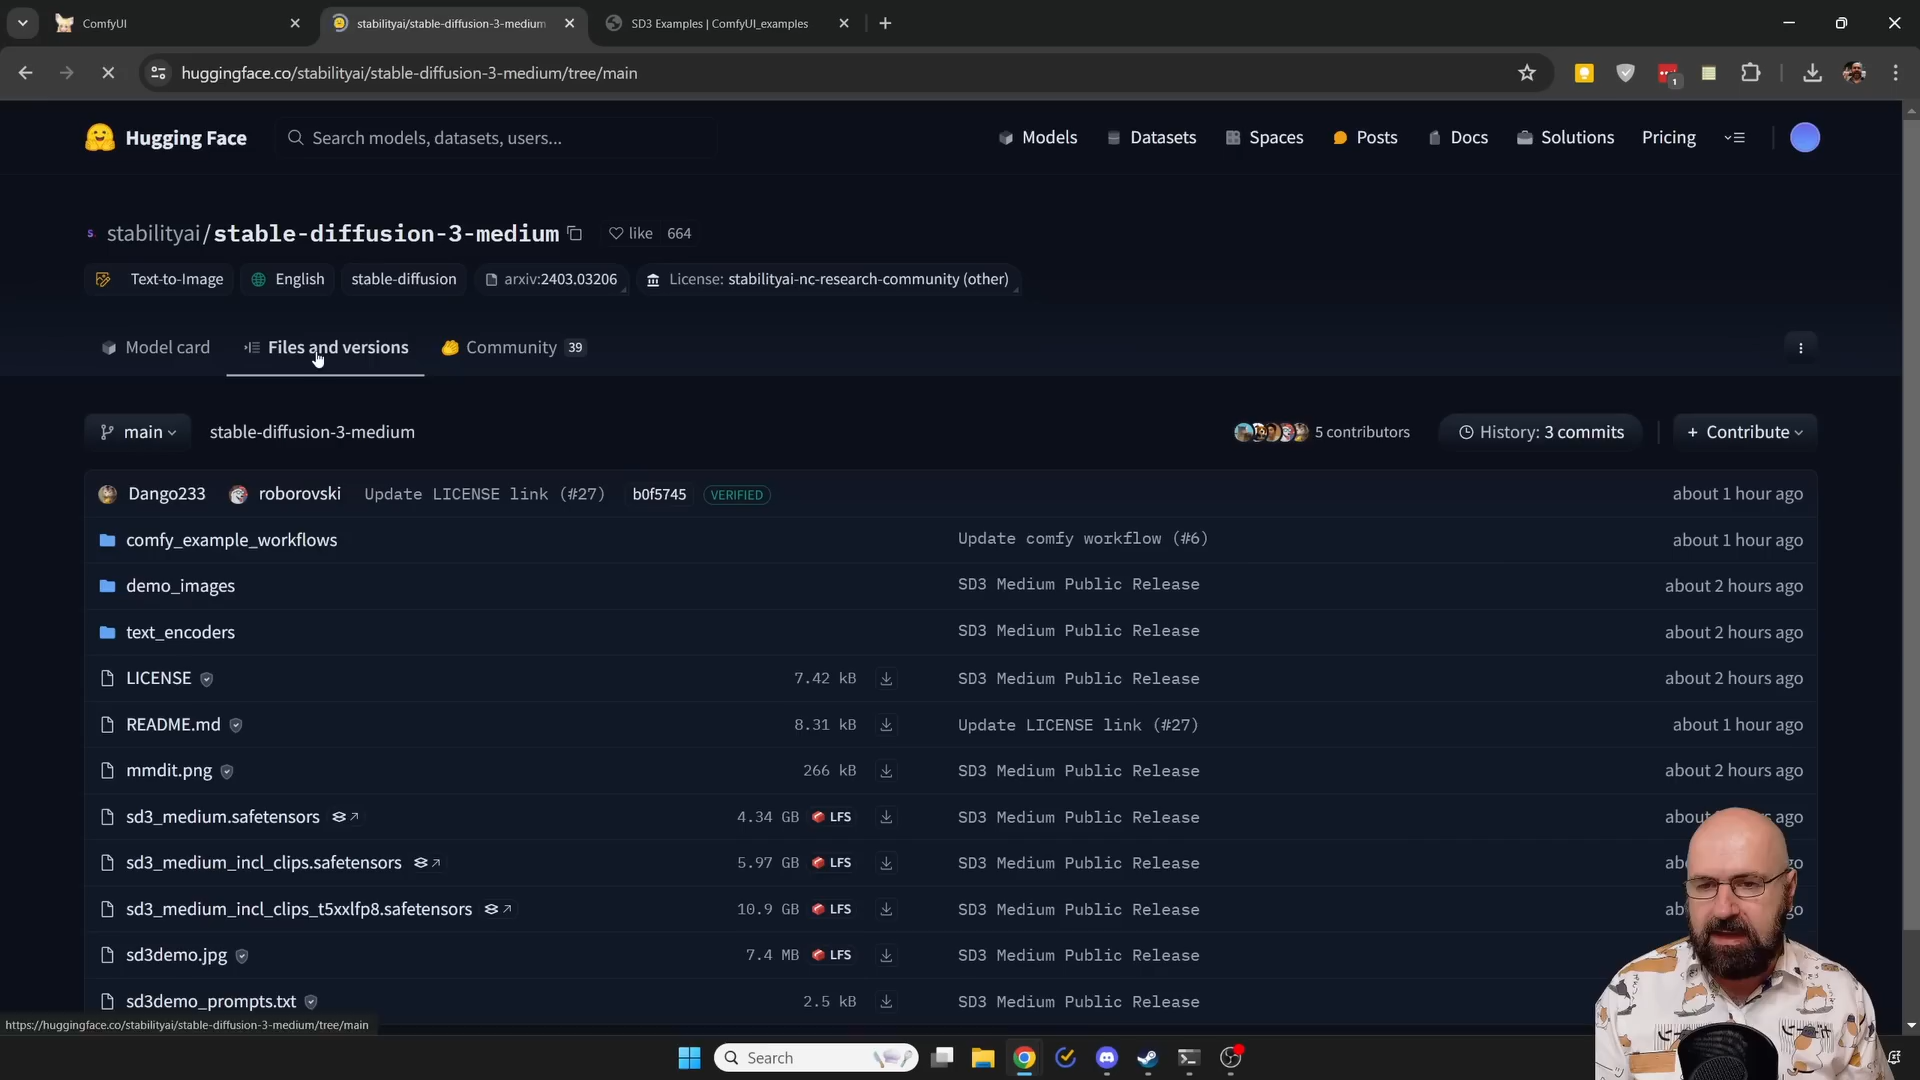 ComfyUI
stabilityai/stable-diffusion-3-medium
SD3 Examples | ComfyUI_examples
huggingface.co/stabilityai/stable-diffusion-3-medium/tree/main
1
Hugging Face
Search models, datasets, users...
Models
Datasets
Spaces
Posts
Docs
Solutions
Pricing
stabilityai/stable-diffusion-3-medium
like 664
Text-to-Image
English
stable-diffusion
arxiv:2403.03206
License: stabilityai-nc-research-community (other)
Model card
Files and versions
Community 39
main
stable-diffusion-3-medium
5 contributors
History: 3 commits
+ Contribute
Dango233 roborovski Update LICENSE link (#27) b0f5745 VERIFIED about 1 hour ago
comfy_example_workflows Update comfy workflow (#6) about 1 hour ago
demo_images SD3 Medium Public Release about 2 hours ago
text_encoders SD3 Medium Public Release about 2 hours ago
LICENSE 7.42 kB SD3 Medium Public Release about 2 hours ago
README.md 8.31 kB Update LICENSE link (#27) about 1 hour ago
mmdit.png 266 kB SD3 Medium Public Release about 2 hours ago
sd3_medium.safetensors 4.34 GB LFS SD3 Medium Public Release about ago
sd3_medium_incl_clips.safetensors 5.97 GB LFS SD3 Medium Public Release
sd3_medium_incl_clips_t5xxlfp8.safetensors 10.9 GB LFS SD3 Medium Public Release
sd3demo.jpg 7.4 MB LFS SD3 Medium Public Release
sd3demo_prompts.txt 2.5 kB SD3 Medium Public Release
https://huggingface.co/stabilityai/stable-diffusion-3-medium/tree/main
Search